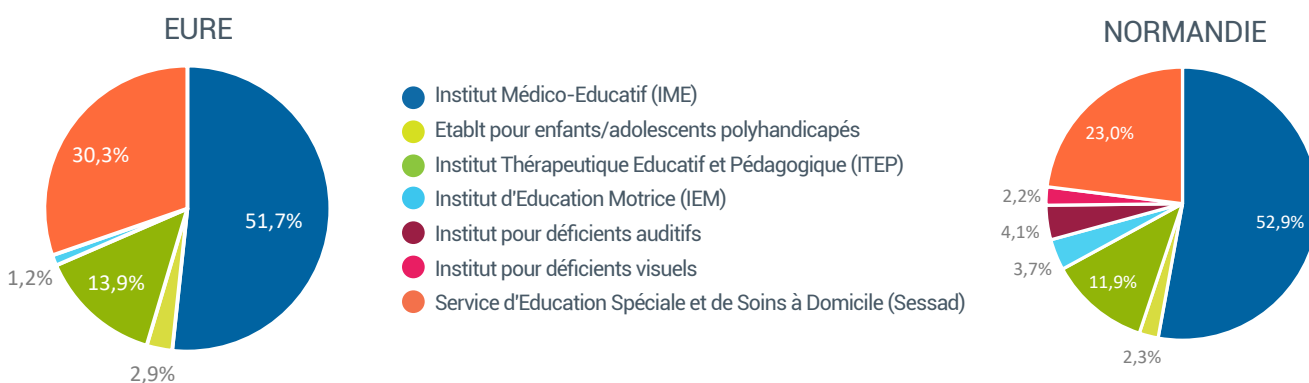 EURE
30,3%
51,7%
1,2%
13,9%
2,9%
Institut Médico-Educatif (IME)
Etablt pour enfants/adolescents polyhandicapés
Institut Thérapeutique Educatif et Pédagogique (ITEP)
Institut d'Education Motrice (IEM)
Institut pour déficients auditifs
Institut pour déficients visuels
Service d'Education Spéciale et de Soins à Domicile (Sessad)
NORMANDIE
23,0%
2,2%
52,9%
4,1%
3,7%
11,9%
2,3%